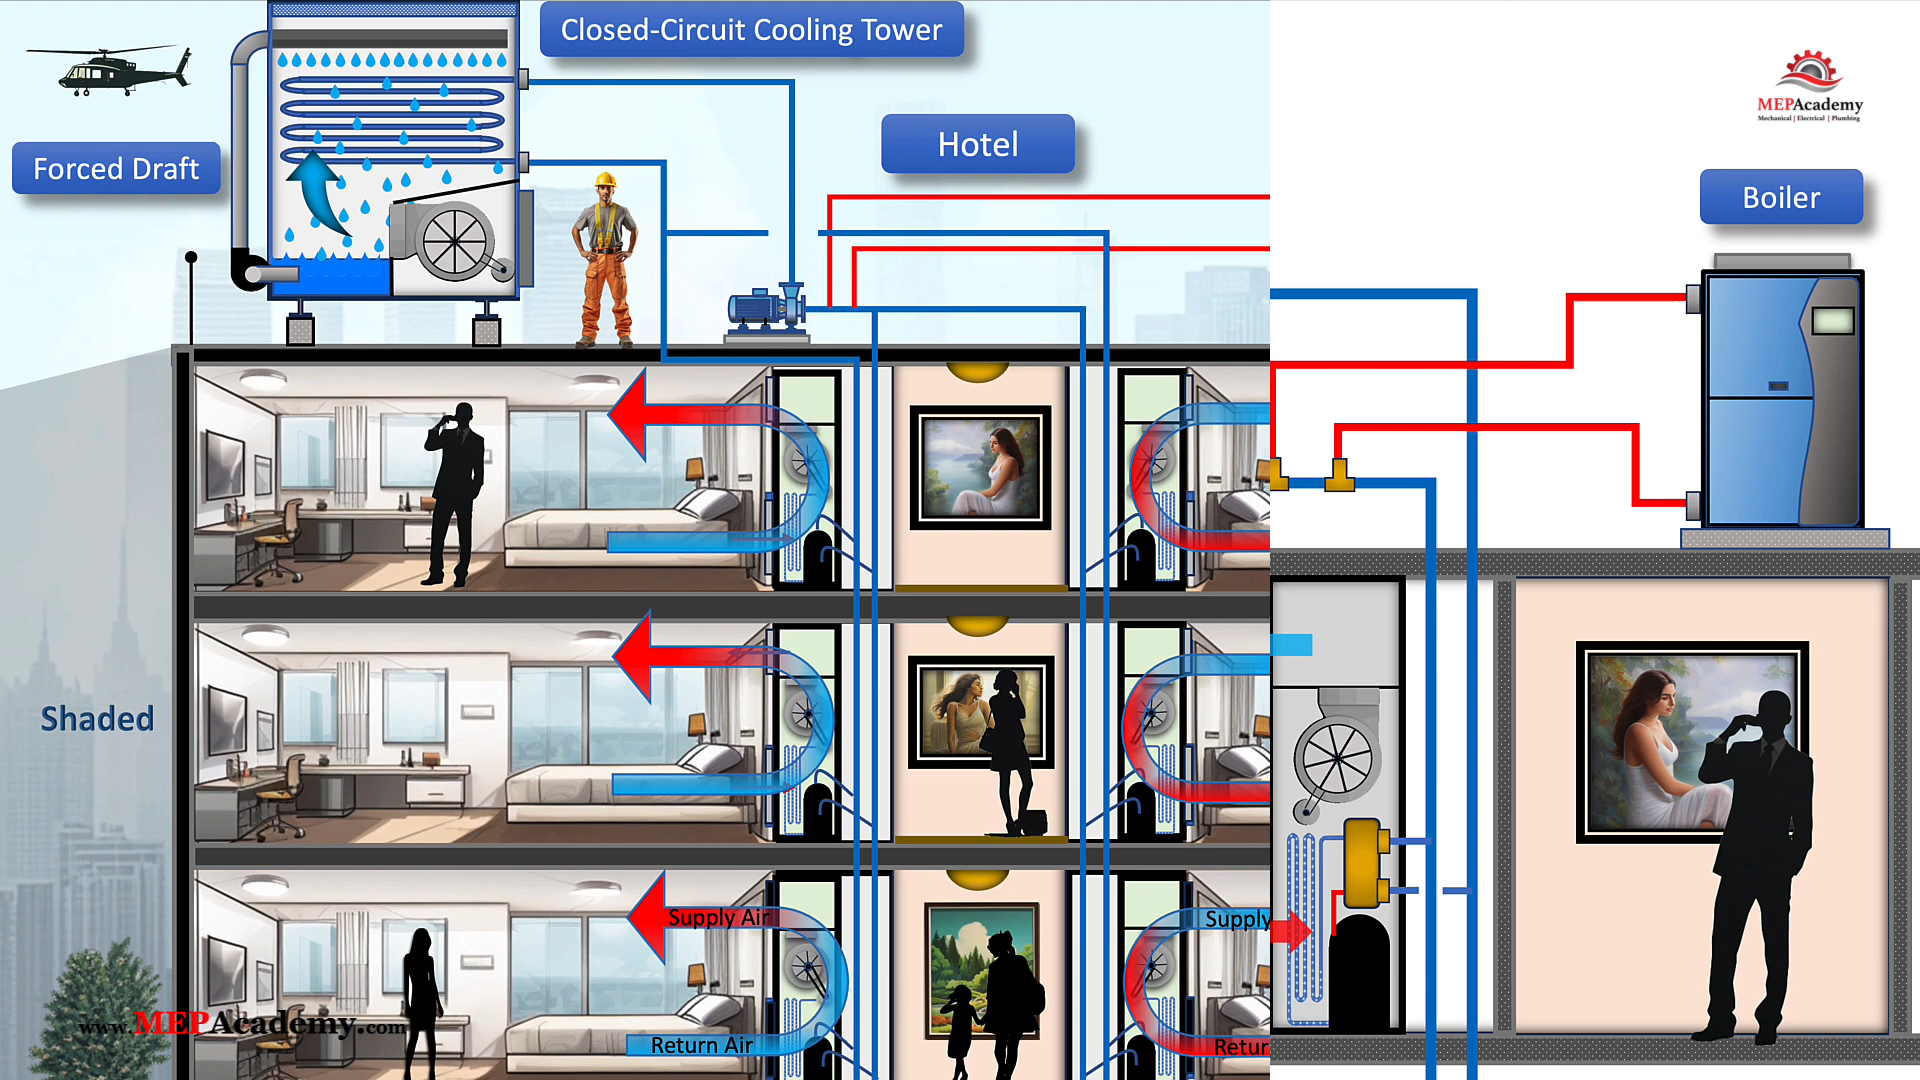 Closed-Circuit Cooling Tower
Forced Draft
Hotel
MEPAcademy
Mechanical | Electrical | Plumbing
Boiler
Shaded
Supply Air
Return Air
Supply
Retur
www.MEPAcademy.com